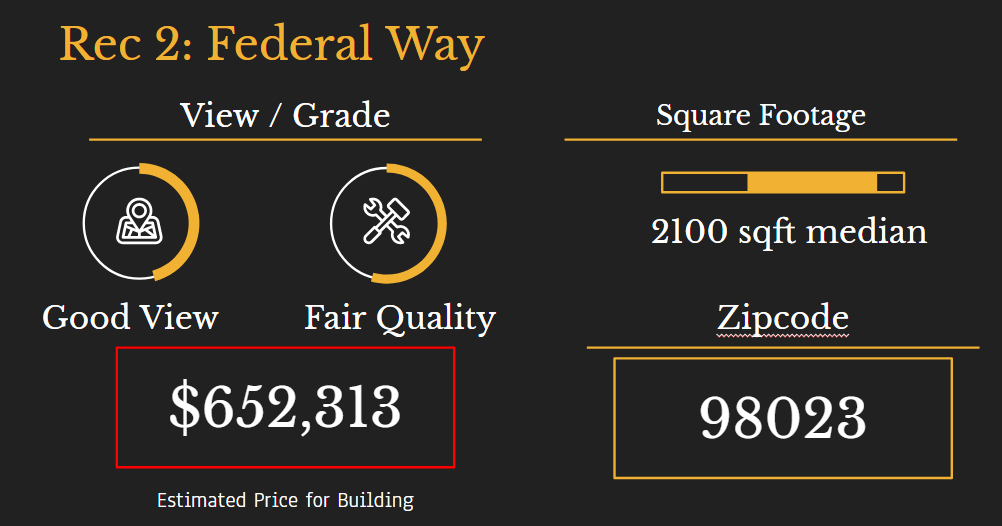 Rec 2: Federal Way
View / Grade
Good View
Fair Quality
$652,313
Estimated Price for Building
Square Footage
2100 sqft median
Zipcode
98023